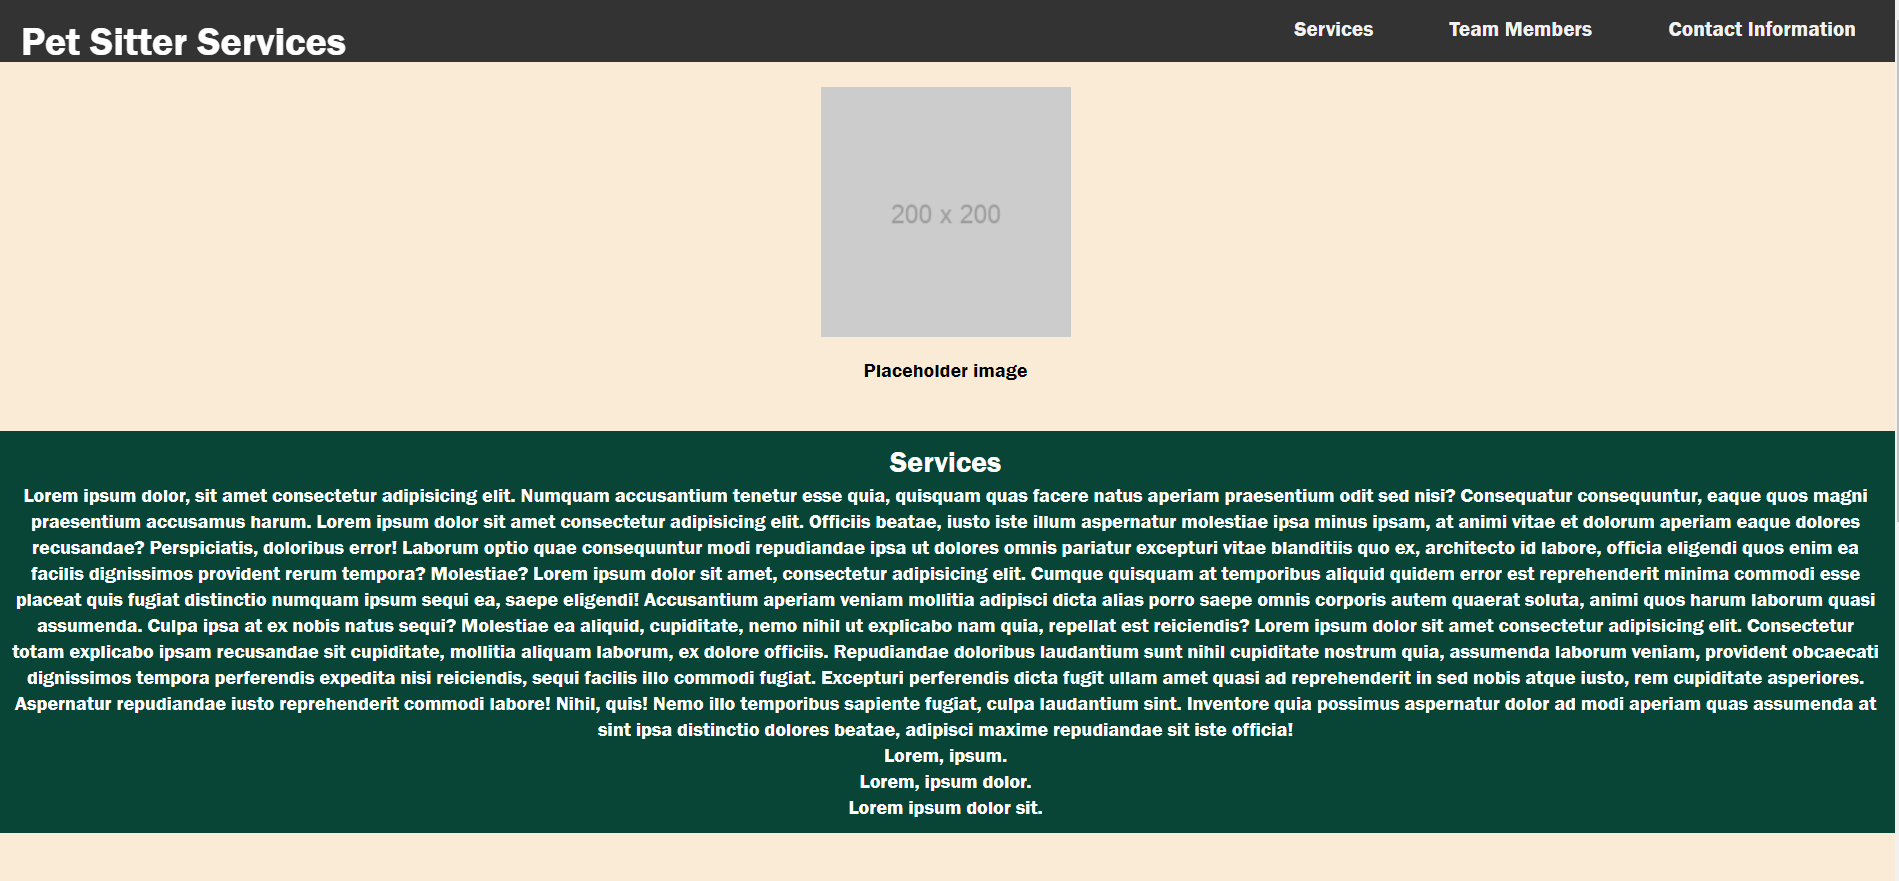 Pet Sitter Services
Services
Team Members
Contact Information
200 x 200
Placeholder image
Services
Lorem ipsum dolor, sit amet consectetur adipisicing elit. Numquam accusantium tenetur esse quia, quisquam quas facere natus aperiam praesentium odit sed nisi? Consequatur consequuntur, eaque quos magni
praesentium accusamus harum. Lorem ipsum dolor sit amet consectetur adipisicing elit. Officiis beatae, iusto iste illum aspernatur molestiae ipsa minus ipsam, at animi vitae et dolorum aperiam eaque dolores
recusandae? Perspiciatis, doloribus error! Laborum optio quae consequuntur modi repudiandae ipsa ut dolores omnis pariatur excepturi vitae blanditiis quo ex, architecto id labore, officia eligendi quos enim ea
facilis dignissimos provident rerum tempora? Molestiae? Lorem ipsum dolor sit amet, consectetur adipisicing elit. Cumque quisquam at temporibus aliquid quidem error est reprehenderit minima commodi esse
placeat quis fugiat distinctio numquam ipsum sequi ea, saepe eligendi! Accusantium aperiam veniam mollitia adipisci dicta alias porro saepe omnis corporis autem quaerat soluta, animi quos harum laborum quasi
assumenda. Culpa ipsa at ex nobis natus sequi? Molestiae ea aliquid, cupiditate, nemo nihil ut explicabo nam quia, repellat est reiciendis? Lorem ipsum dolor sit amet consectetur adipisicing elit. Consectetur
totam explicabo ipsam recusandae sit cupiditate, mollitia aliquam laborum, ex dolore officiis. Repudiandae doloribus laudantium sunt nihil cupiditate nostrum quia, assumenda laborum veniam, provident obcaecati
dignissimos tempora perferendis expedita nisi reiciendis, sequi facilis illo commodi fugiat. Excepturi perferendis dicta fugit ullam amet quasi ad reprehenderit in sed nobis atque iusto, rem cupiditate asperiores.
Aspernatur repudiandae iusto reprehenderit commodi labore! Nihil, quis! Nemo illo temporibus sapiente fugiat, culpa laudantium sint. Inventore quia possimus aspernatur dolor ad modi aperiam quas assumenda at
sint ipsa distinctio dolores beatae, adipisci maxime repudiandae sit iste officia!
Lorem, ipsum.
Lorem, ipsum dolor.
Lorem ipsum dolor sit.